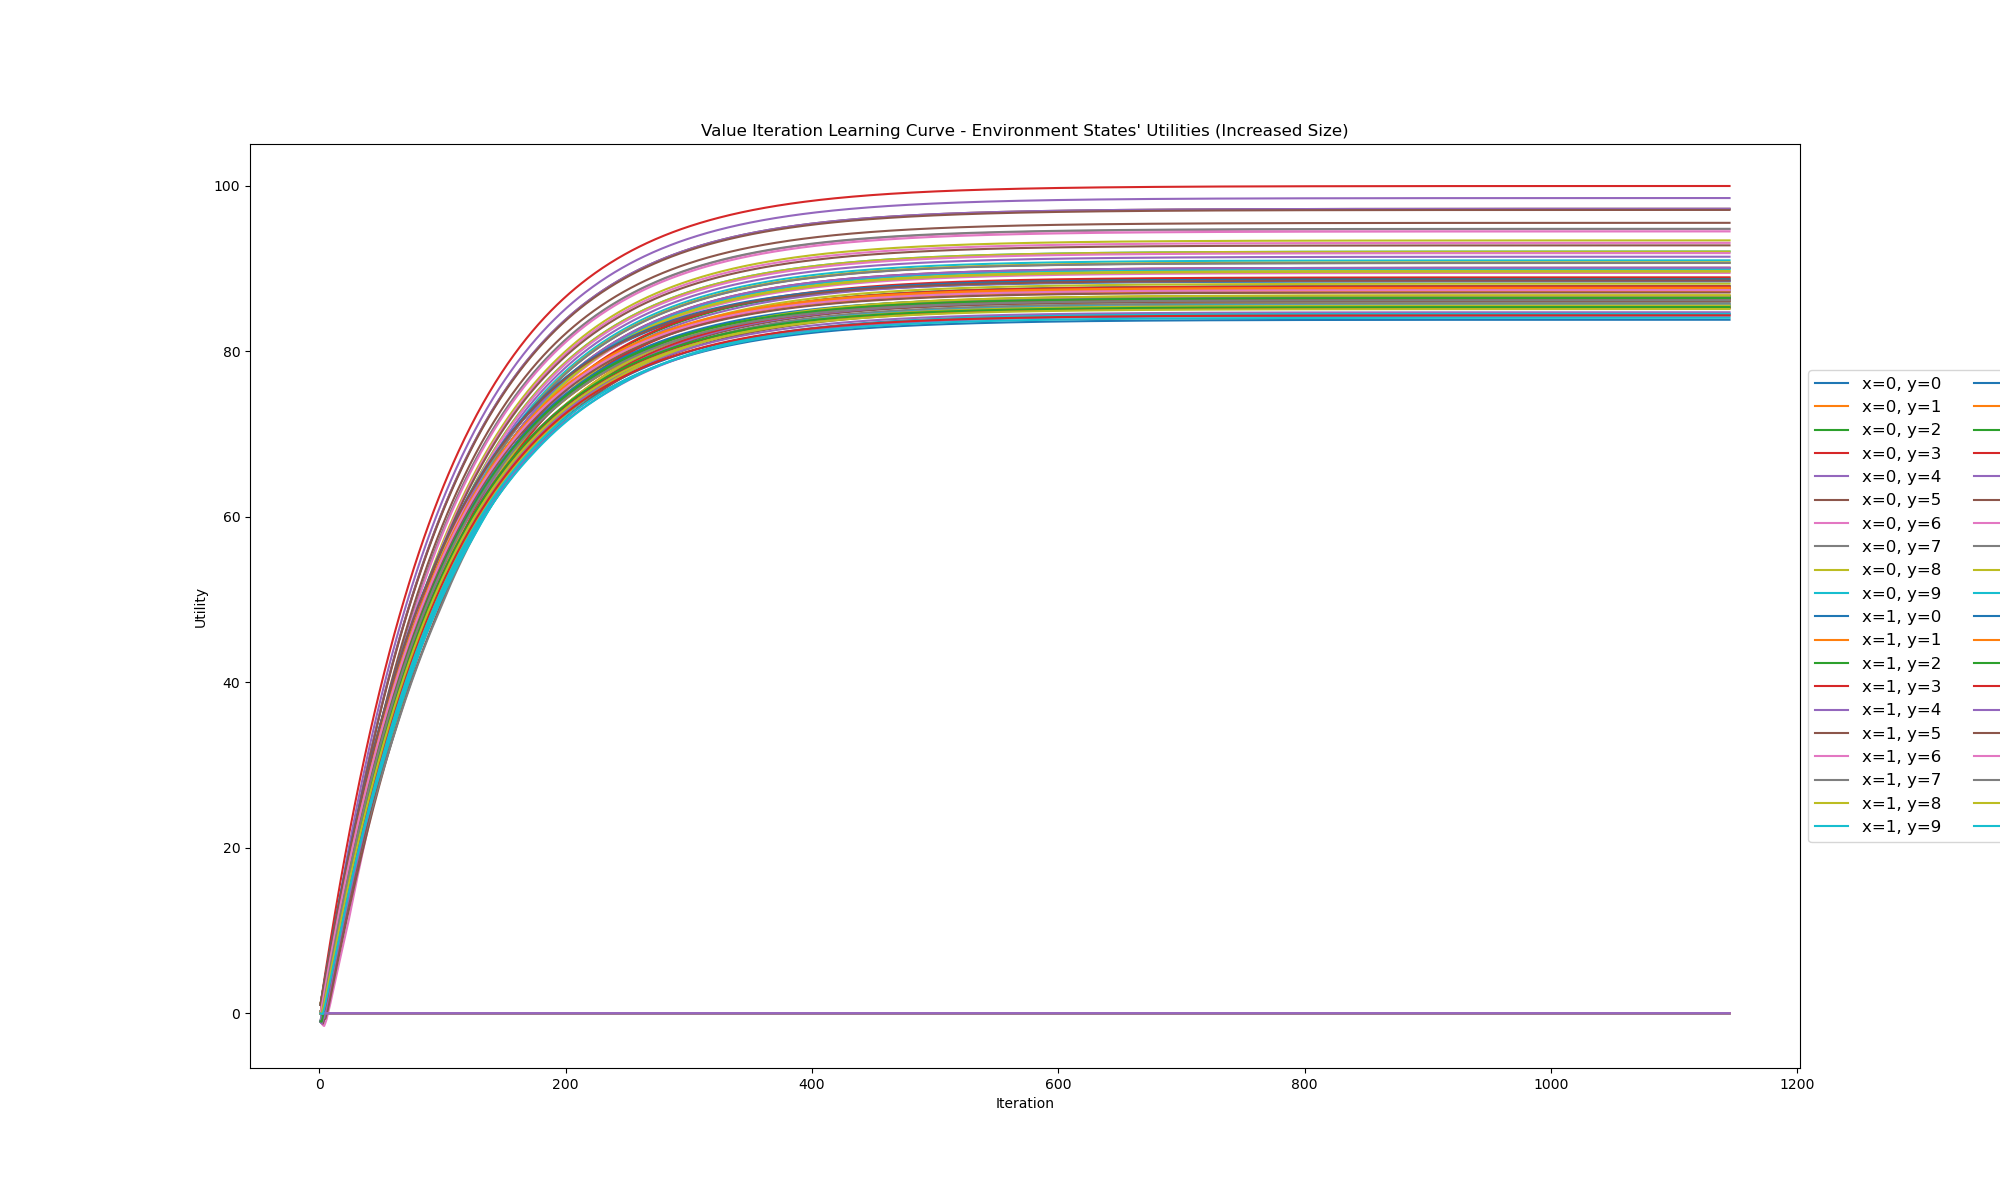 Value Iteration Learning Curve - Environment States' Utilities (Increased Size)
100
80
60
40
20
0
Utility
0
200
400
600
800
1000
1200
Iteration
x=0, y=0
x=0, y=1
x=0, y=2
x=0, y=3
x=0, y=4
x=0, y=5
x=0, y=6
x=0, y=7
x=0, y=8
x=0, y=9
x=1, y=0
x=1, y=1
x=1, y=2
x=1, y=3
x=1, y=4
x=1, y=5
x=1, y=6
x=1, y=7
x=1, y=8
x=1, y=9